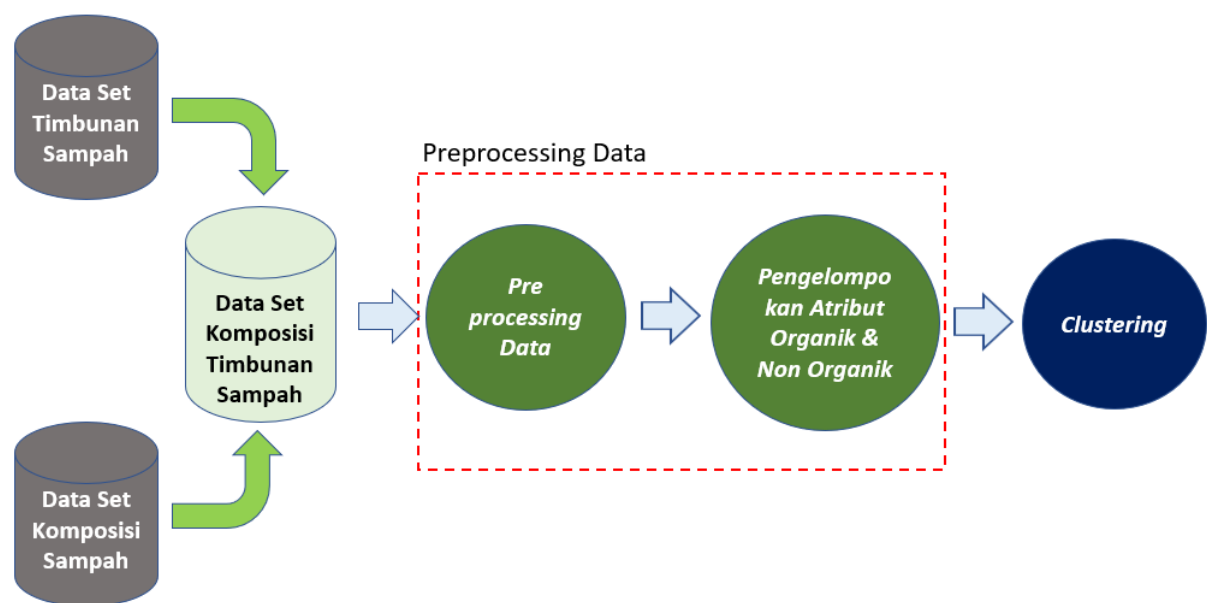 Data Set
Timbunan
Sampah
Preprocessing Data
Data Set
Komposisi
Timbunan
Sampah
Pre
processing
Data
Pengelompo
kan Atribut
Organik &
Non Organik
Clustering
Data Set
Komposisi
Sampah